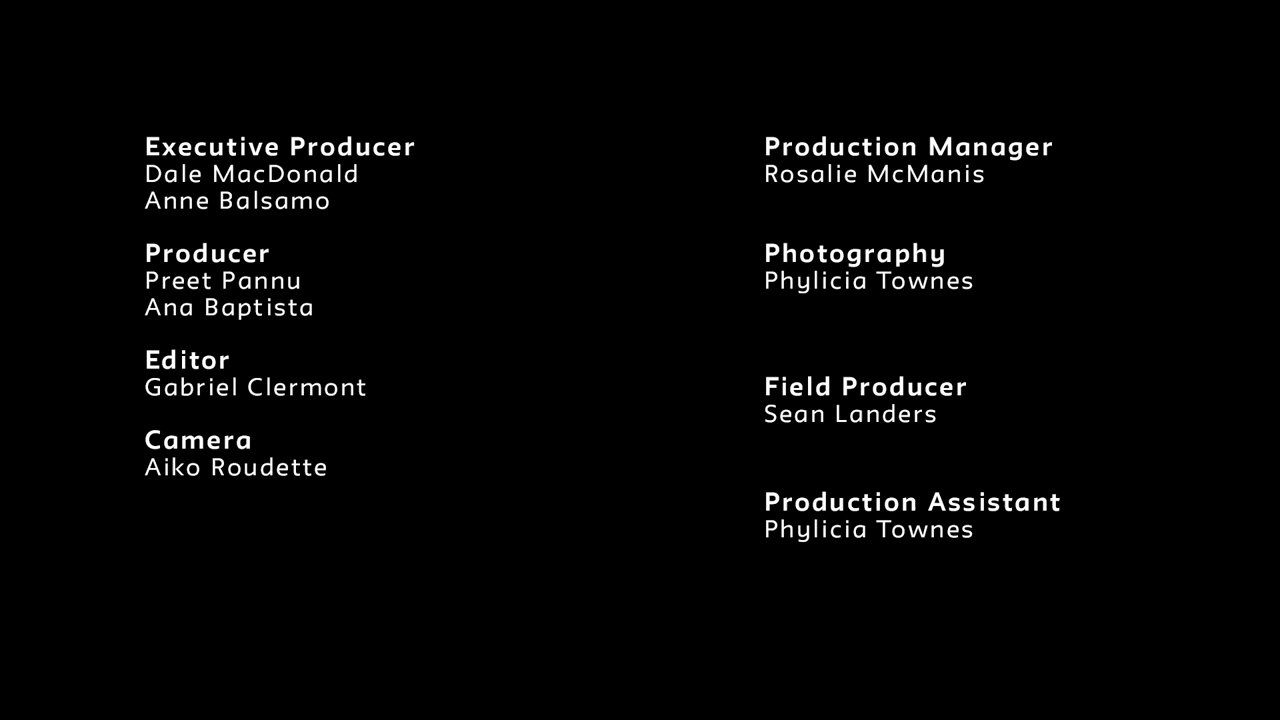 Executive Producer
Dale MacDonald
Anne Balsamo
Producer
Preet Pannu
Ana Baptista
Editor
Gabriel Clermont
Camera
Aiko Roudette
Production Manager
Rosalie McManis
Photography
Phylicia Townes
Field Producer
Sean Landers
Production Assistant
Phylicia Townes